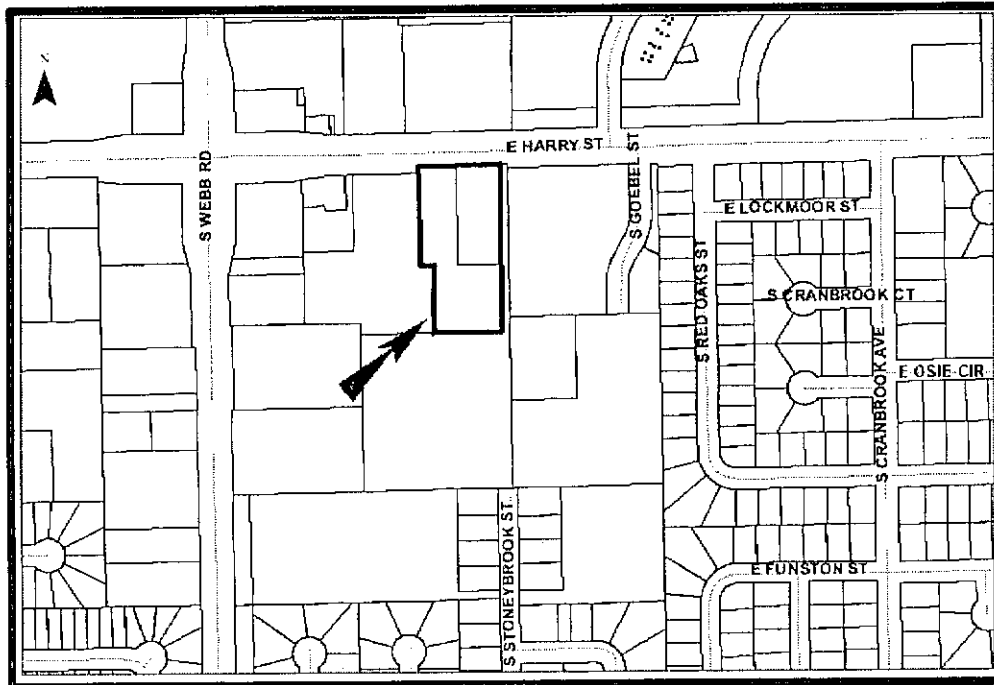 N
E HARRY ST
S WEBB RD
S GOEBEL ST
E LOCKMOOR ST
S RED OAKS ST
S CRANBROOK CT
E OSIE CIR
S CRANBROOK AVE
S STONEYBROOK ST
E FUNSTON ST